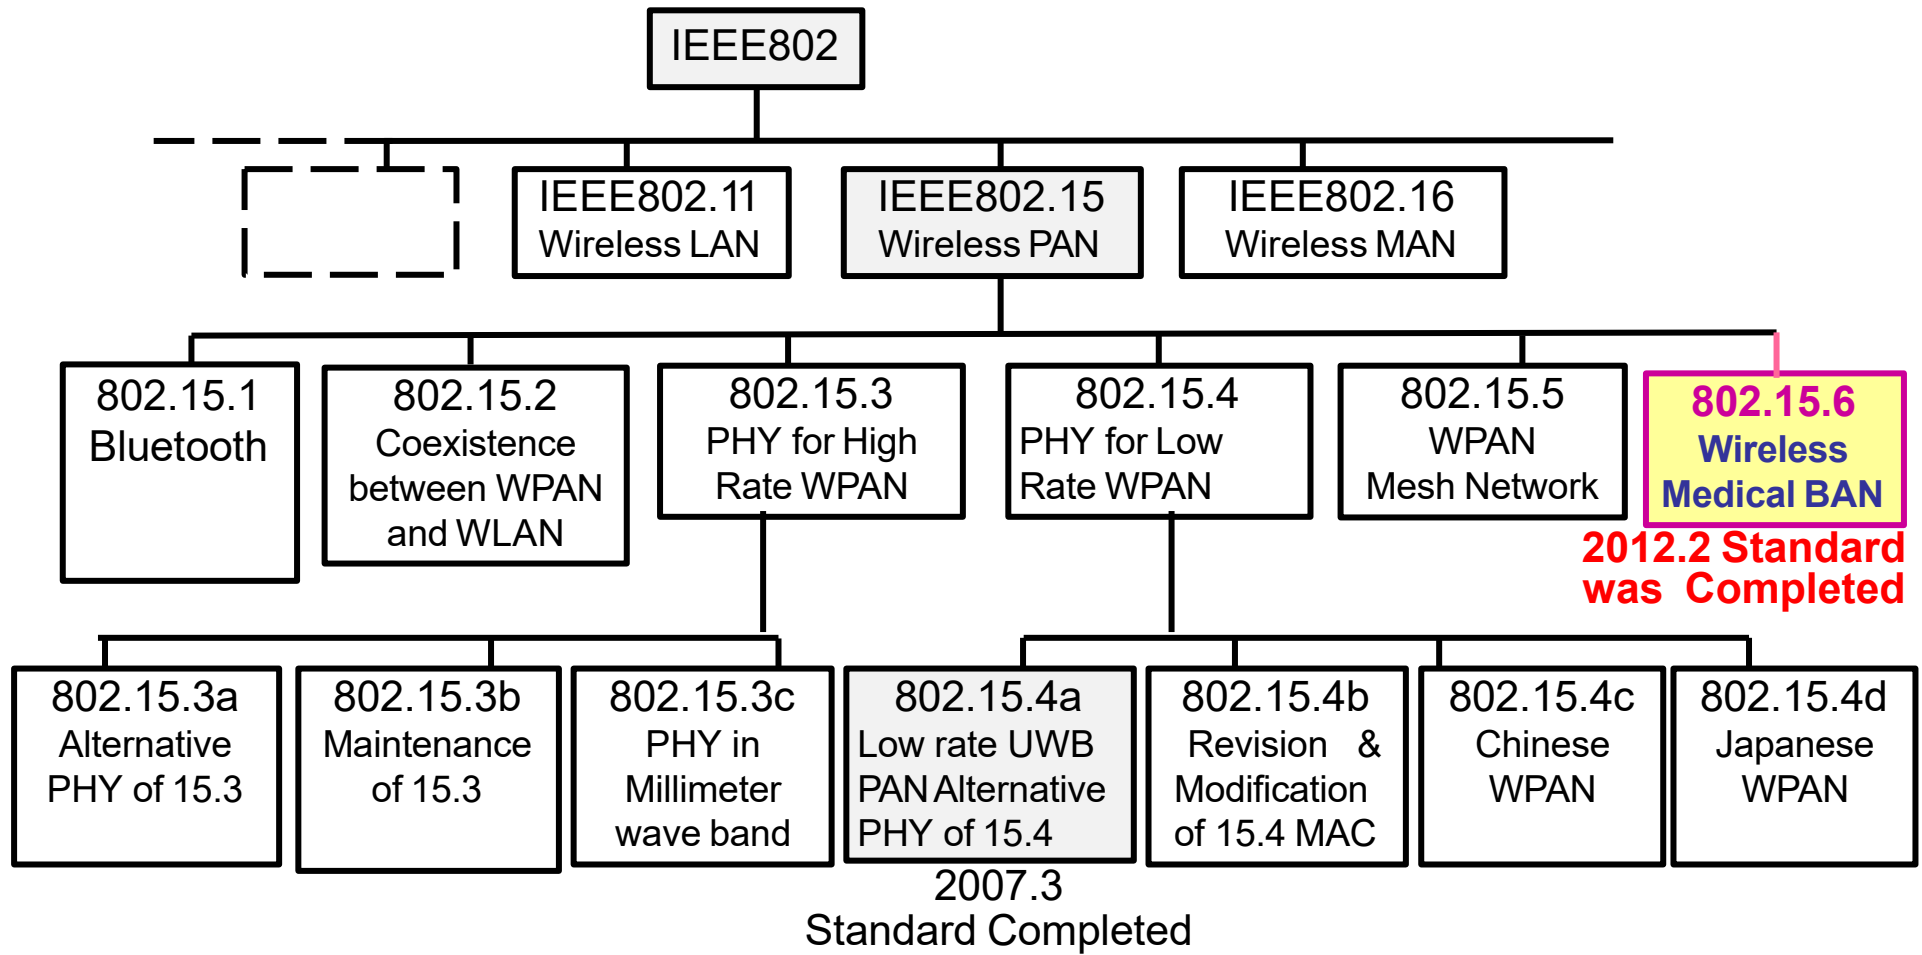 IEEE802
IEEE802.11
Wireless LAN
IEEE802.15
Wireless PAN
IEEE802.16
Wireless MAN
802.15.1
Bluetooth
802.15.2
Coexistence
between WPAN
and WLAN
802.15.3
PHY for High
Rate WPAN
802.15.4
PHY for Low
Rate WPAN
802.15.5
WPAN
Mesh Network
802.15.6
Wireless
Medical BAN
2012.2 Standard
was Completed
802.15.3a
Alternative
PHY of 15.3
802.15.3b
Maintenance
of 15.3
802.15.3c
PHY in
Millimeter
wave band
802.15.4a
Low rate UWB
PAN Alternative
PHY of 15.4
2007.3
Standard Completed
802.15.4b
Revision &
Modification
of 15.4 MAC
802.15.4c
Chinese
WPAN
802.15.4d
Japanese
WPAN